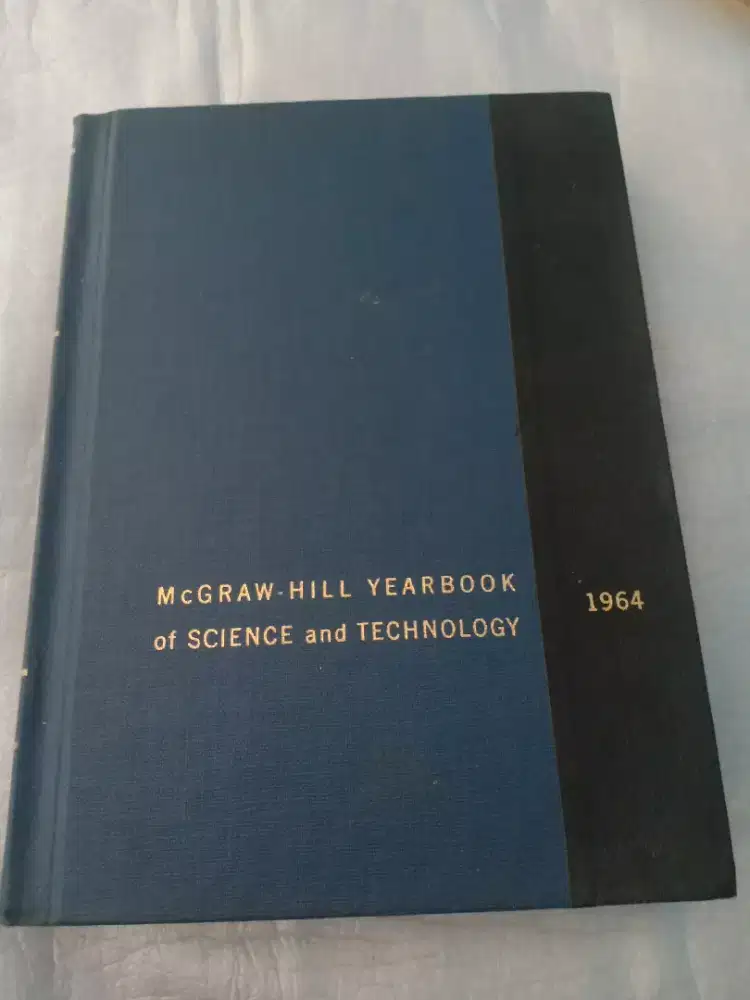 McGRAW-HILL YEARBOOK
of SCIENCE and TECHNOLOGY
1964